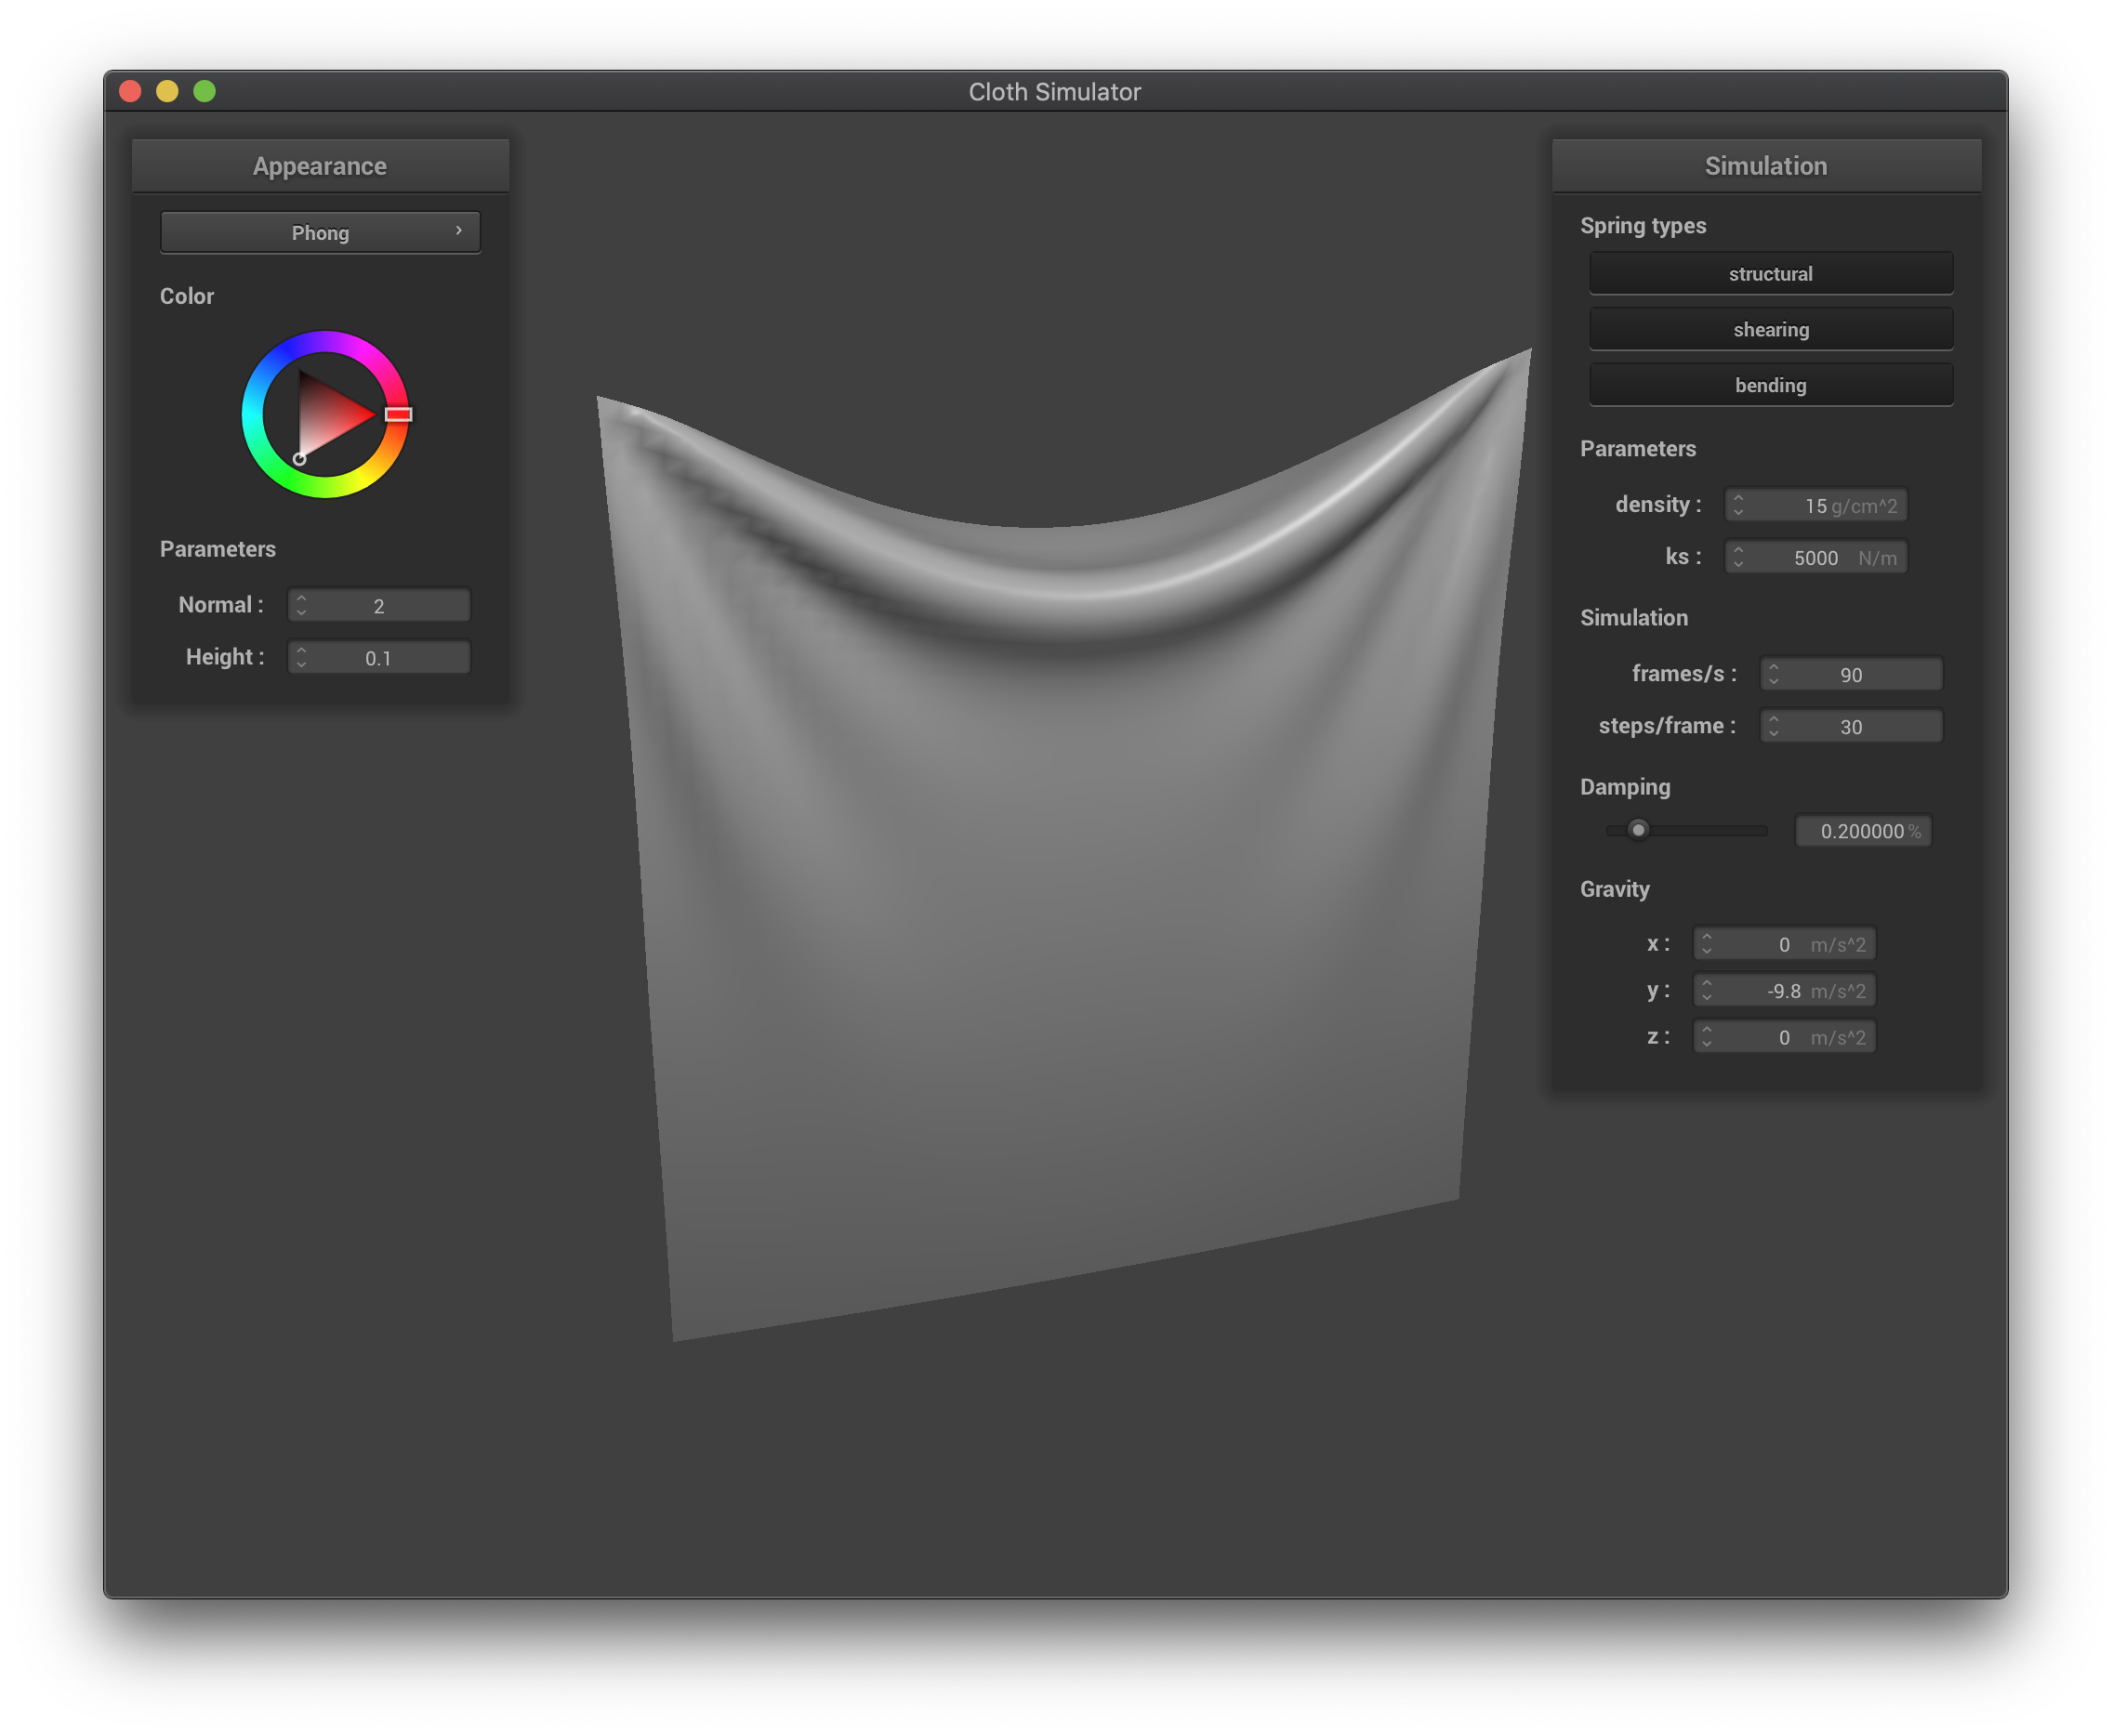 Cloth Simulator
Appearance
Phong
Color
Parameters
Normal : 2
Height : 0.1
Simulation
Spring types
structural
shearing
bending
Parameters
density : 15 g/cm^2
ks : 5000 N/m
Simulation
frames/s : 90
steps/frame : 30
Damping
0.200000 %
Gravity
x : 0 m/s^2
y : -9.8 m/s^2
z : 0 m/s^2